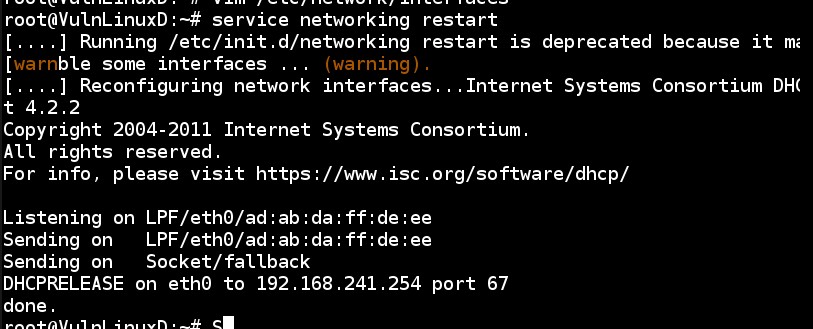 root@VulnLinuxD:~# vim /etc/network/interfaces
root@VulnLinuxD:~# service networking restart
[....] Running /etc/init.d/networking restart is deprecated because it ma
[warnble some interfaces ... (warning).
[....] Reconfiguring network interfaces...Internet Systems Consortium DHC
t 4.2.2
Copyright 2004-2011 Internet Systems Consortium.
All rights reserved.
For info, please visit https://www.isc.org/software/dhcp/
Listening on LPF/eth0/ad:ab:da:ff:de:ee
Sending on   LPF/eth0/ad:ab:da:ff:de:ee
Sending on   Socket/fallback
DHCPRELEASE on eth0 to 192.168.241.254 port 67
done.
root@VulnLinuxD:~# S